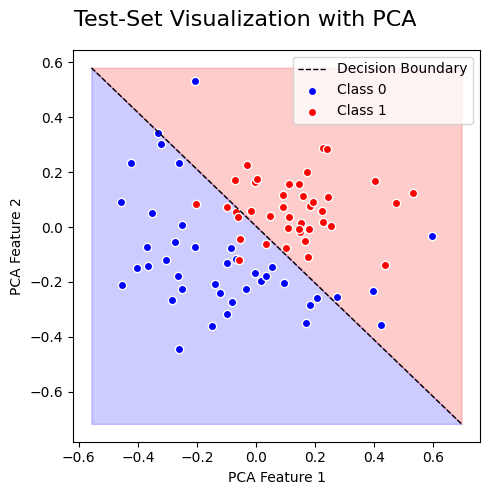 Test-Set Visualization with PCA
Decision Boundary
Class 0
Class 1
PCA Feature 2
0.6
0.4
0.2
0.0
−0.2
−0.4
−0.6
−0.6 −0.4 −0.2 0.0 0.2 0.4 0.6
PCA Feature 1